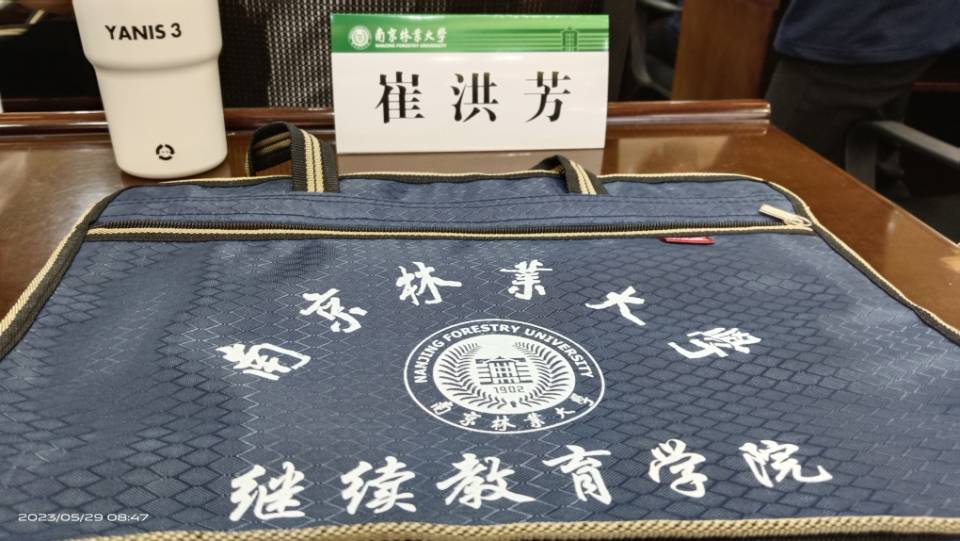 YANIS 3
南京林業大學
NANJING FORESTRY UNIVERSITY
崔洪芳
南京林業大學
NANJING FORESTRY UNIVERSITY
1902
南京林業大學
继续教育学院
2023/05/29 08:47